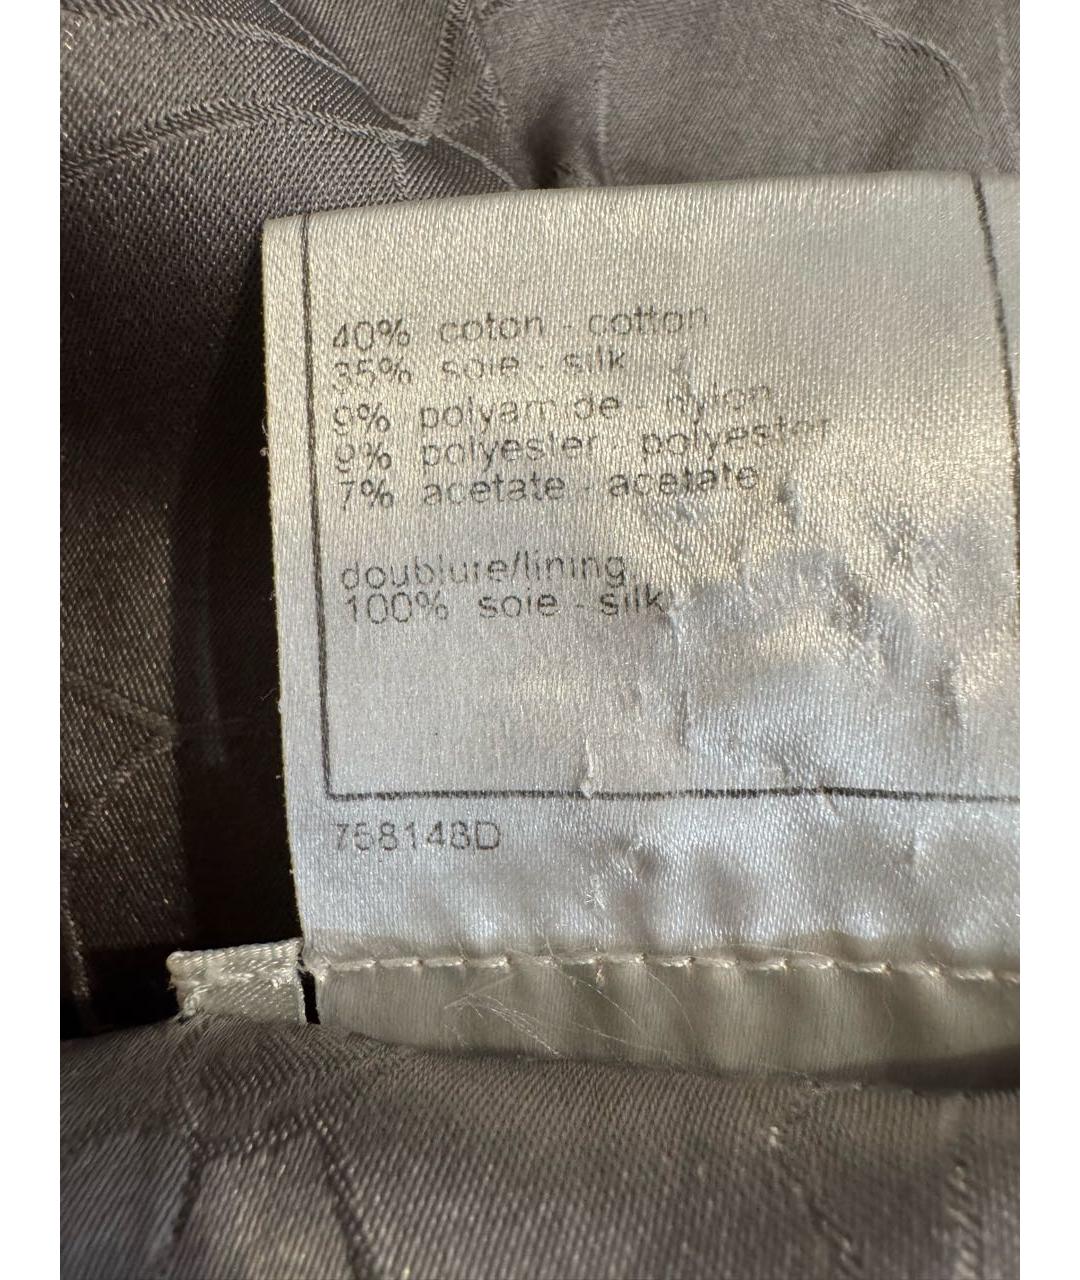 40% coton - cotton
35% soie - silk
9% polyamide - nylon
9% polyester - polyester
7% acetate - acetate
doublure/lining
100% soie - silk
758148D